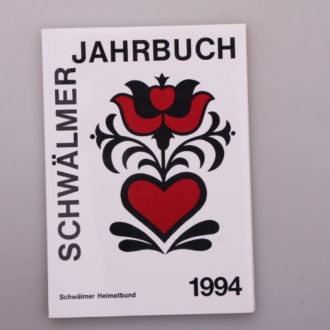 SCHWÄLMER
JAHRBUCH
Schwälmer Heimatbund
1994